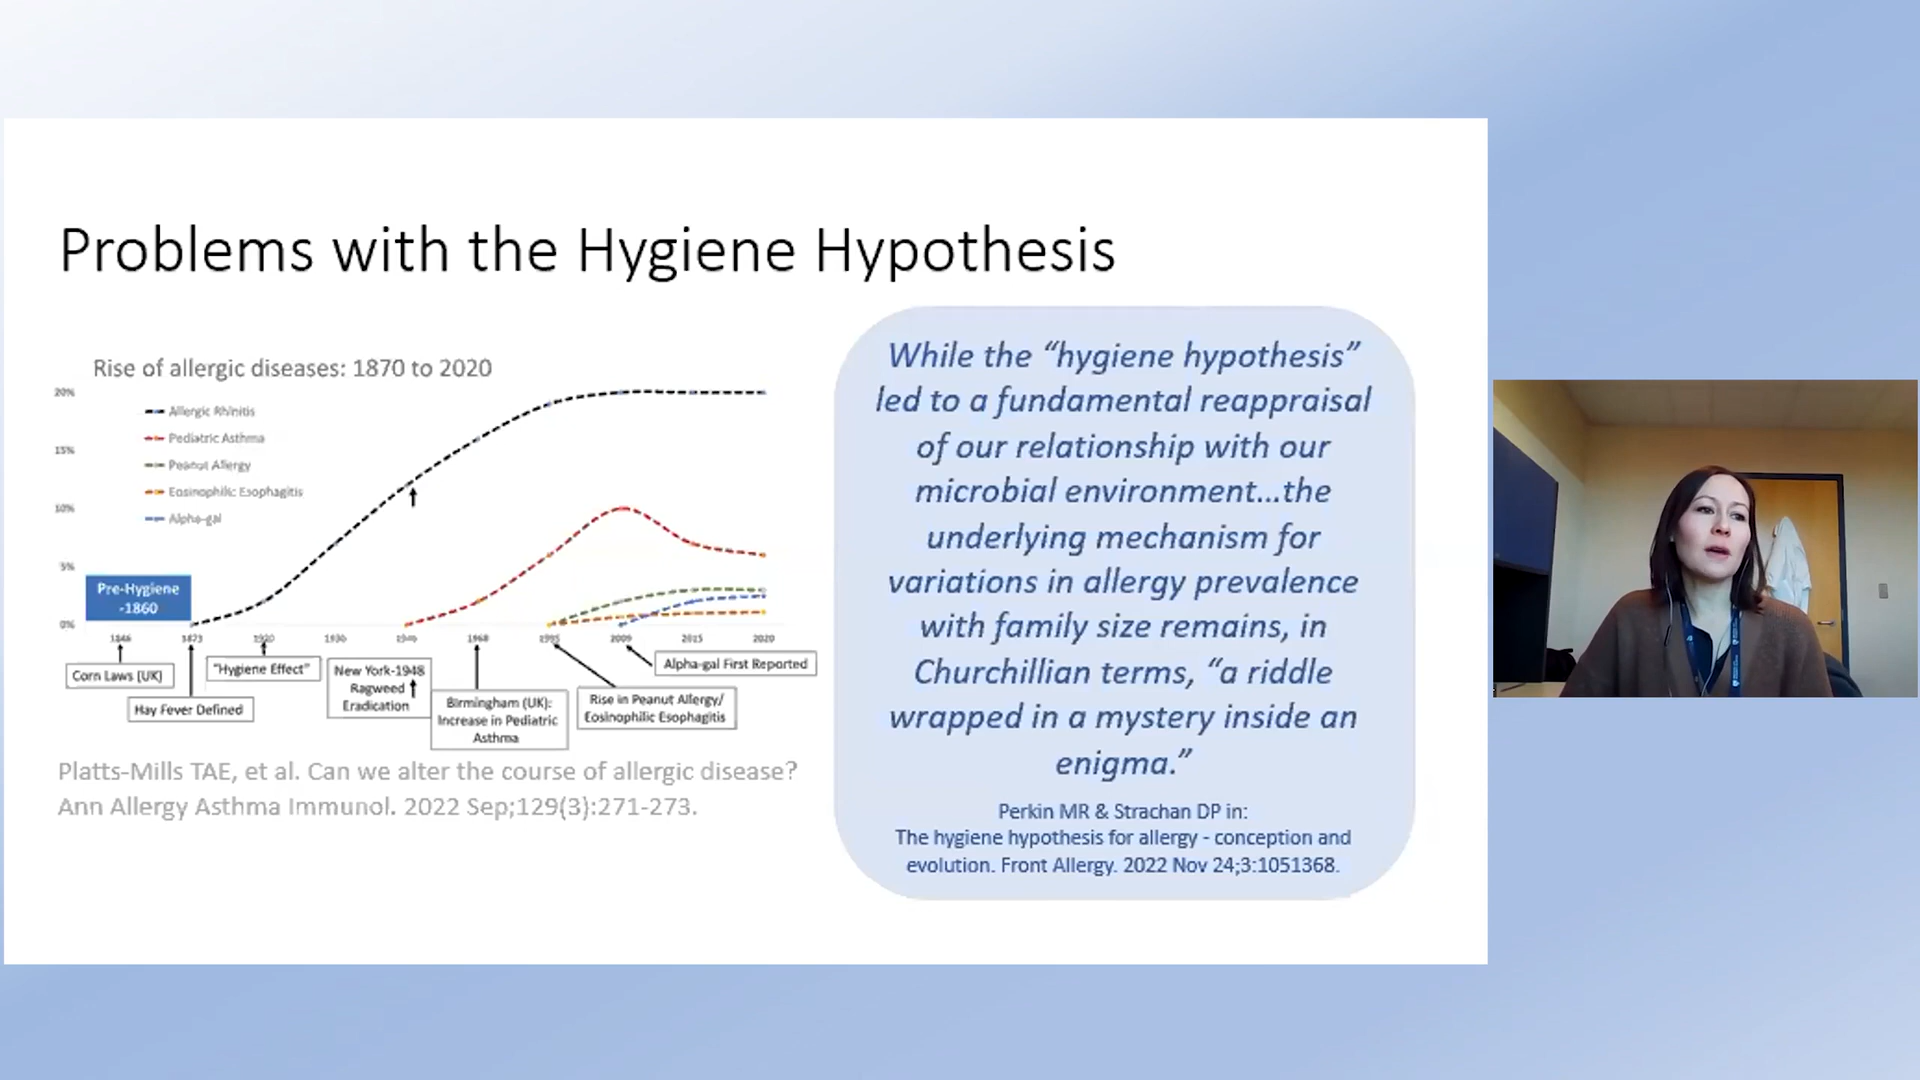 Problems with the Hygiene Hypothesis
Rise of allergic diseases: 1870 to 2020
20%
15%
10%
5%
0%
Allergic Rhinitis
Pediatric Asthma
Peanut Allergy
Eosinophilic Esophagitis
Alpha-gal
Pre-Hygiene
-1860
1846
1873
1920
1930
1940
1968
1995
2009
2015
2020
Corn Laws (UK)
Hay Fever Defined
"Hygiene Effect"
New York-1948
Ragweed
Eradication
Birmingham (UK):
Increase in Pediatric
Asthma
Rise in Peanut Allergy/
Eosinophilic Esophagitis
Alpha-gal First Reported
Platts-Mills TAE, et al. Can we alter the course of allergic disease?
Ann Allergy Asthma Immunol. 2022 Sep;129(3):271-273.
While the “hygiene hypothesis”
led to a fundamental reappraisal
of our relationship with our
microbial environment...the
underlying mechanism for
variations in allergy prevalence
with family size remains, in
Churchillian terms, “a riddle
wrapped in a mystery inside an
enigma.”
Perkin MR & Strachan DP in:
The hygiene hypothesis for allergy - conception and
evolution. Front Allergy. 2022 Nov 24;3:1051368.